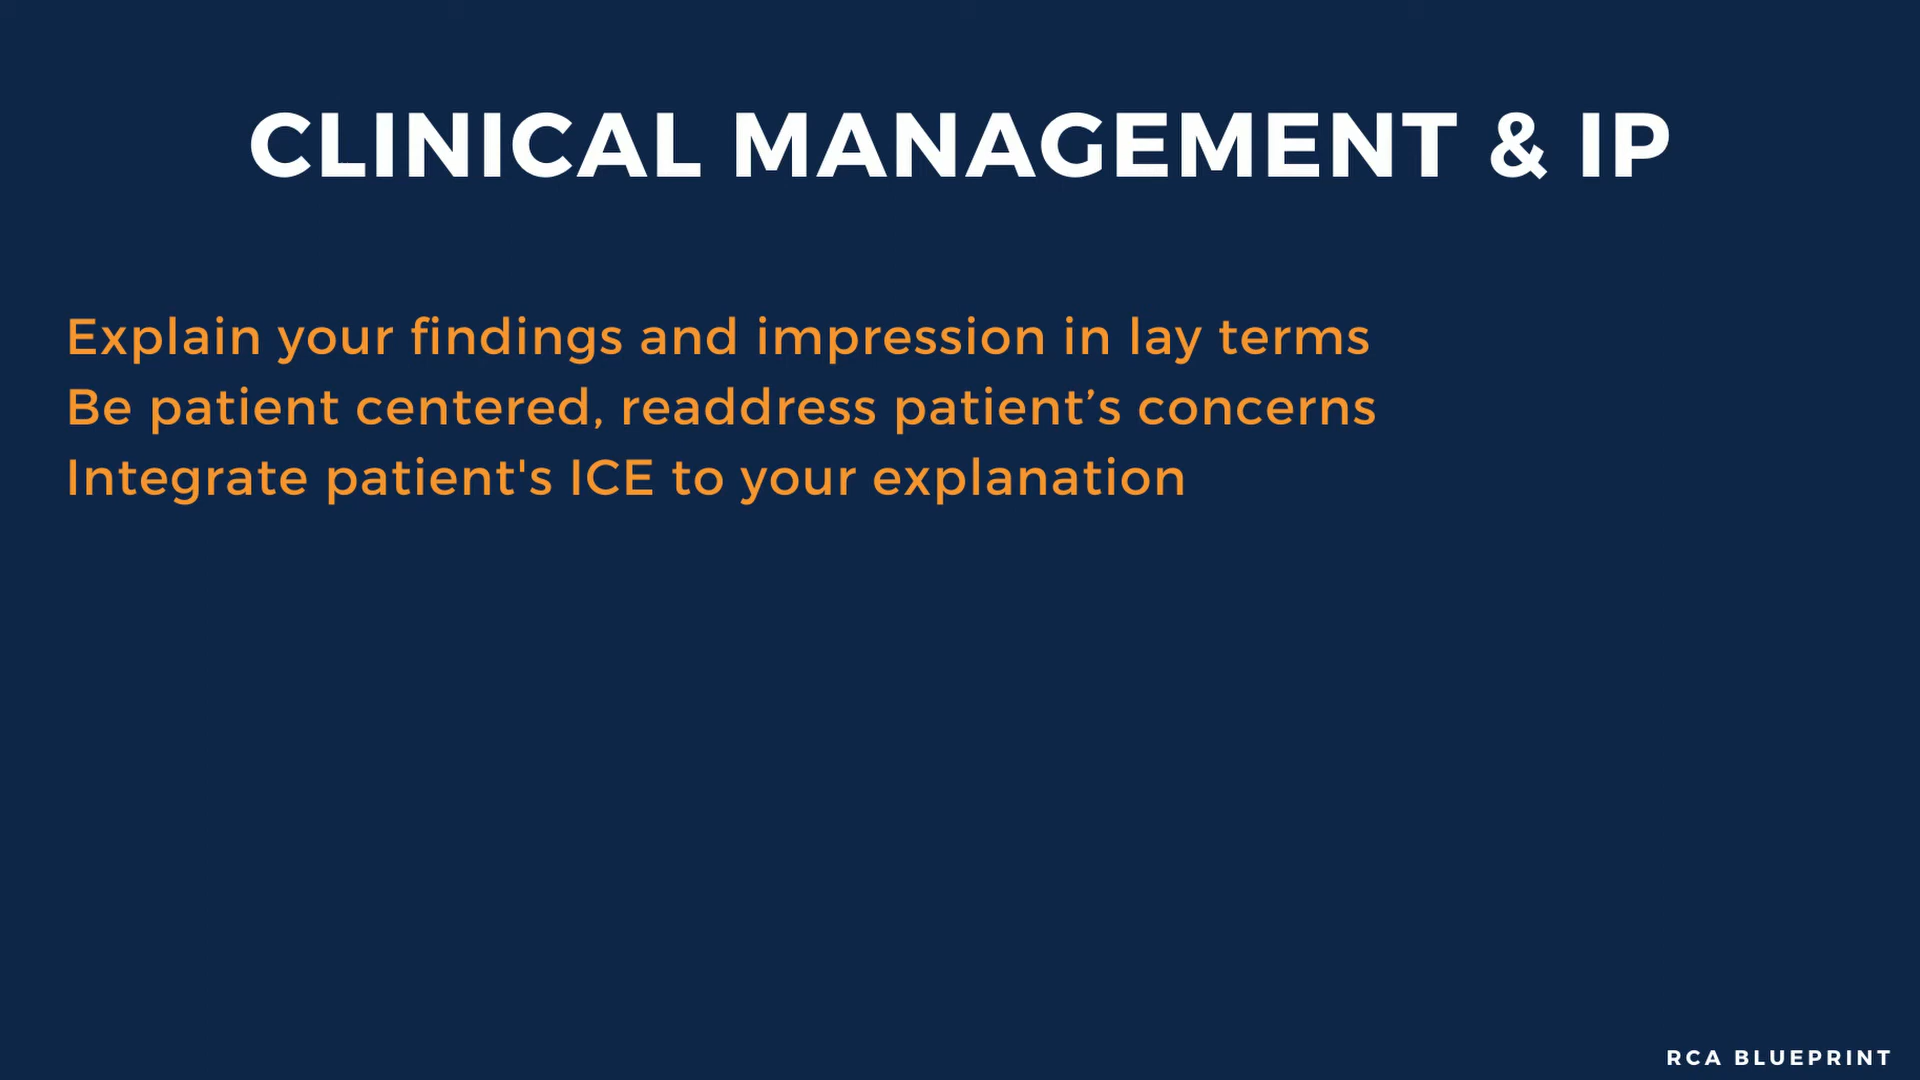 CLINICAL MANAGEMENT & IP
Explain your findings and impression in lay terms
Be patient centered, readdress patient’s concerns
Integrate patient's ICE to your explanation
RCA BLUEPRINT